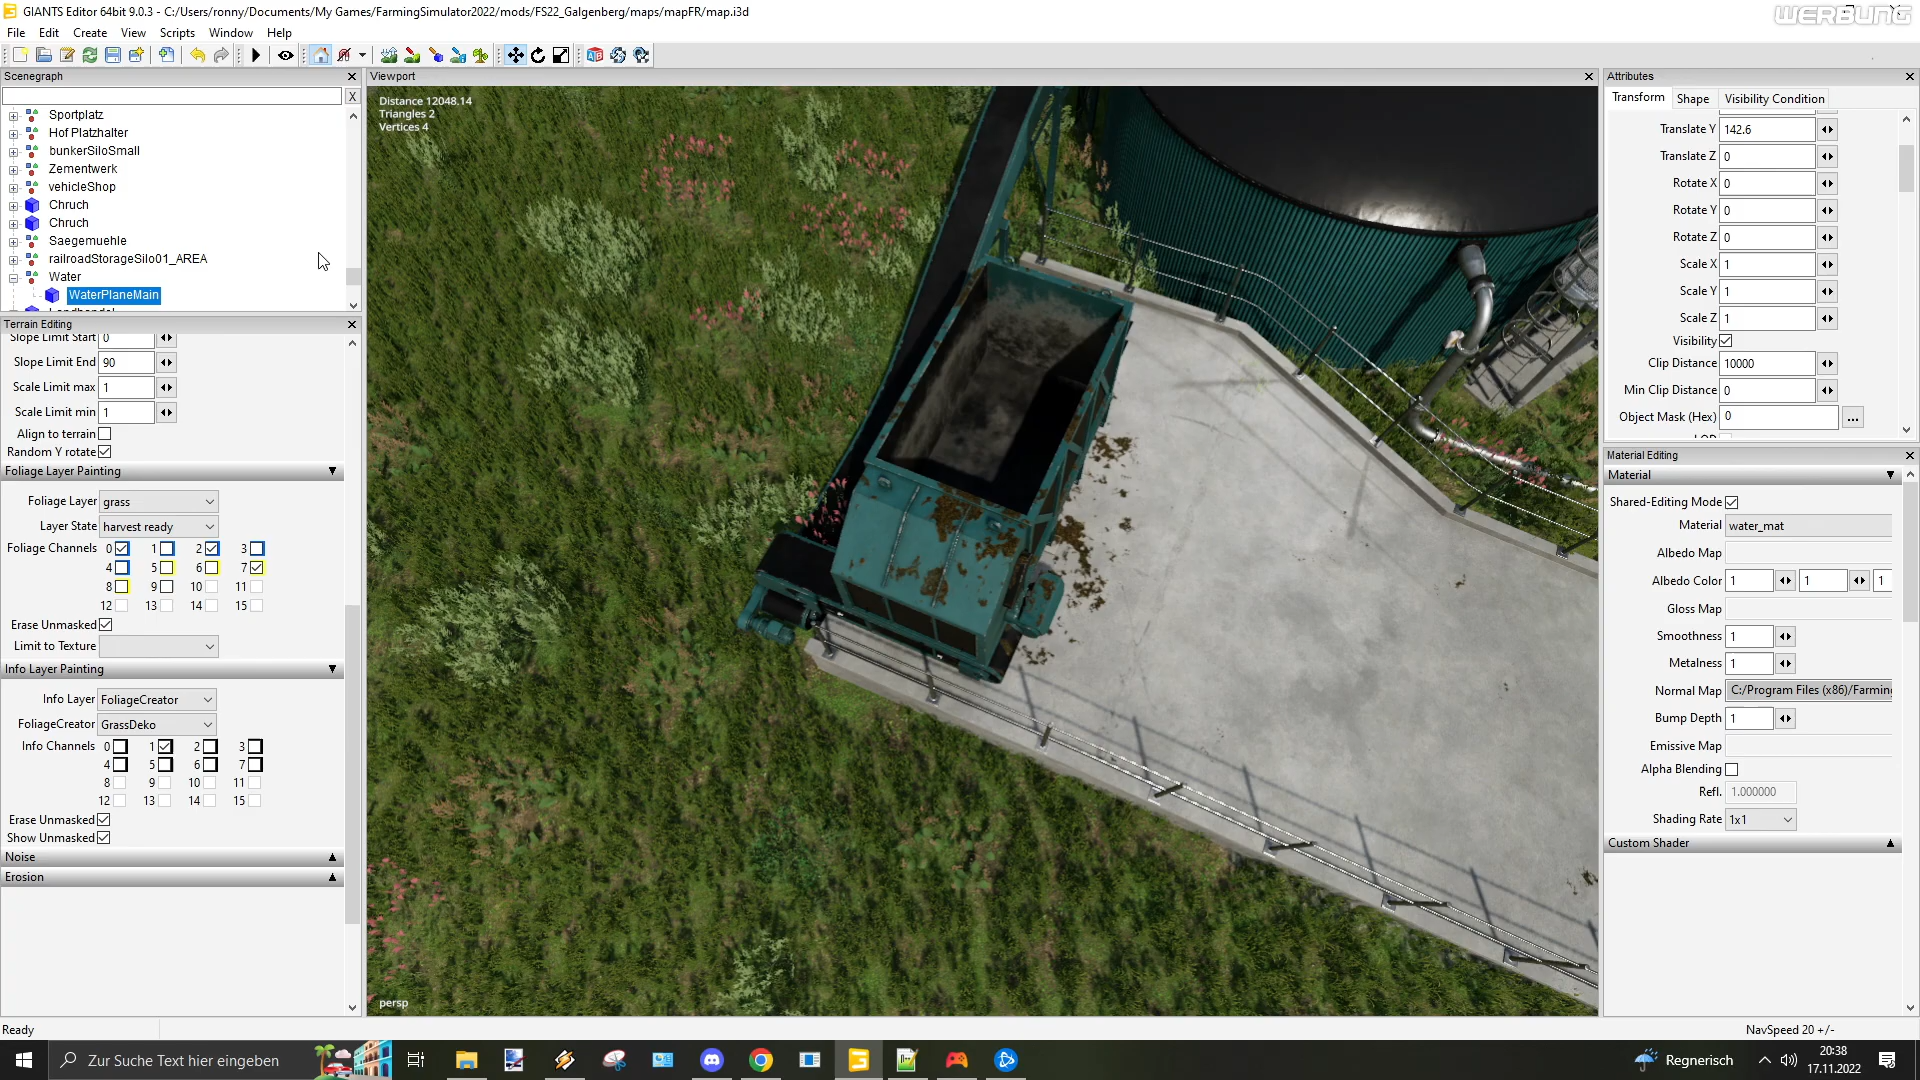 GIANTS Editor 64bit 9.0.3 - C:/Users/ronny/Documents/My Games/FarmingSimulator2022/mods/FS22_Galgenberg/maps/mapFR/map.i3d
WERBUNG
File Edit Create View Scripts Window Help
Scenegraph
X
Sportplatz
Hof Platzhalter
bunkerSiloSmall
Zementwerk
vehicleShop
Chruch
Chruch
Saegemuehle
railroadStorageSilo01_AREA
Water
WaterPlaneMain
Terrain Editing
Slope Limit Start 0
Slope Limit End 90
Scale Limit max 1
Scale Limit min 1
Align to terrain
Random Y rotate
Foliage Layer Painting
Foliage Layer grass
Layer State harvest ready
Foliage Channels 0 1 2 3
4 5 6 7
8 9 10 11
12 13 14 15
Erase Unmasked
Limit to Texture
Info Layer Painting
Info Layer FoliageCreator
FoliageCreator GrassDeko
Info Channels 0 1 2 3
4 5 6 7
8 9 10 11
12 13 14 15
Erase Unmasked
Show Unmasked
Noise
Erosion
Viewport
Distance 12048.14
Triangles 2
Vertices 4
persp
Attributes
Transform Shape Visibility Condition
Translate Y 142.6
Translate Z 0
Rotate X 0
Rotate Y 0
Rotate Z 0
Scale X 1
Scale Y 1
Scale Z 1
Visibility
Clip Distance 10000
Min Clip Distance 0
Object Mask (Hex) 0 ...
Material Editing
Material
Shared-Editing Mode
Material water_mat
Albedo Map
Albedo Color 1 1 1
Gloss Map
Smoothness 1
Metalness 1
Normal Map C:/Program Files (x86)/Farming
Bump Depth 1
Emissive Map
Alpha Blending
Refl. 1.000000
Shading Rate 1x1
Custom Shader
Ready
NavSpeed 20 +/-
Zur Suche Text hier eingeben
Regnerisch
20:38
17.11.2022